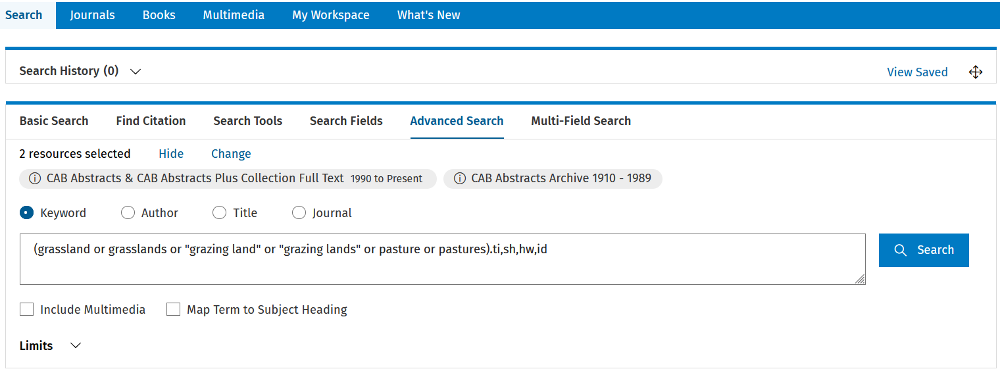 Search Journals Books Multimedia My Workspace What's New
Search History (0) View Saved
Basic Search Find Citation Search Tools Search Fields Advanced Search Multi-Field Search
2 resources selected Hide Change
CAB Abstracts & CAB Abstracts Plus Collection Full Text 1990 to Present CAB Abstracts Archive 1910 - 1989
Keyword Author Title Journal
(grassland or grasslands or "grazing land" or "grazing lands" or pasture or pastures).ti,sh,hw,id
Search
Include Multimedia Map Term to Subject Heading
Limits